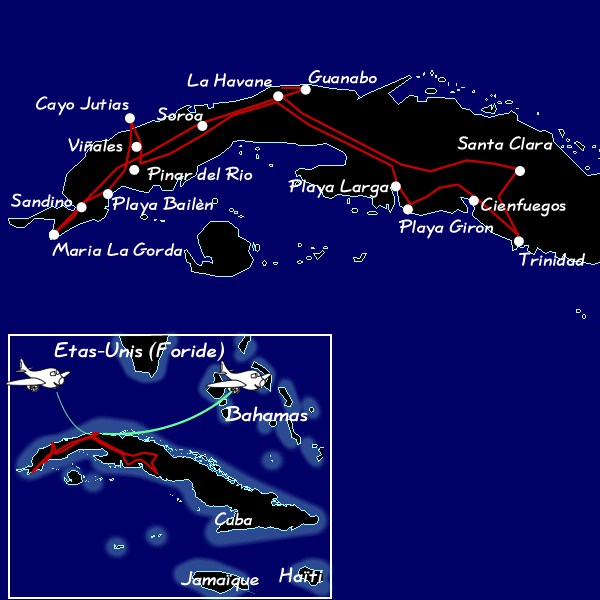 La Havane
Guanabo
Cayo Jutias
Soroa
Viñales
Santa Clara
Pinar del Rio
Playa Larga
Sandino
Playa Bailèn
Cienfuegos
Playa Girón
Maria La Gorda
Trinidad
Etas-Unis (Foride)
Bahamas
Cuba
Jamaïque
Haïti